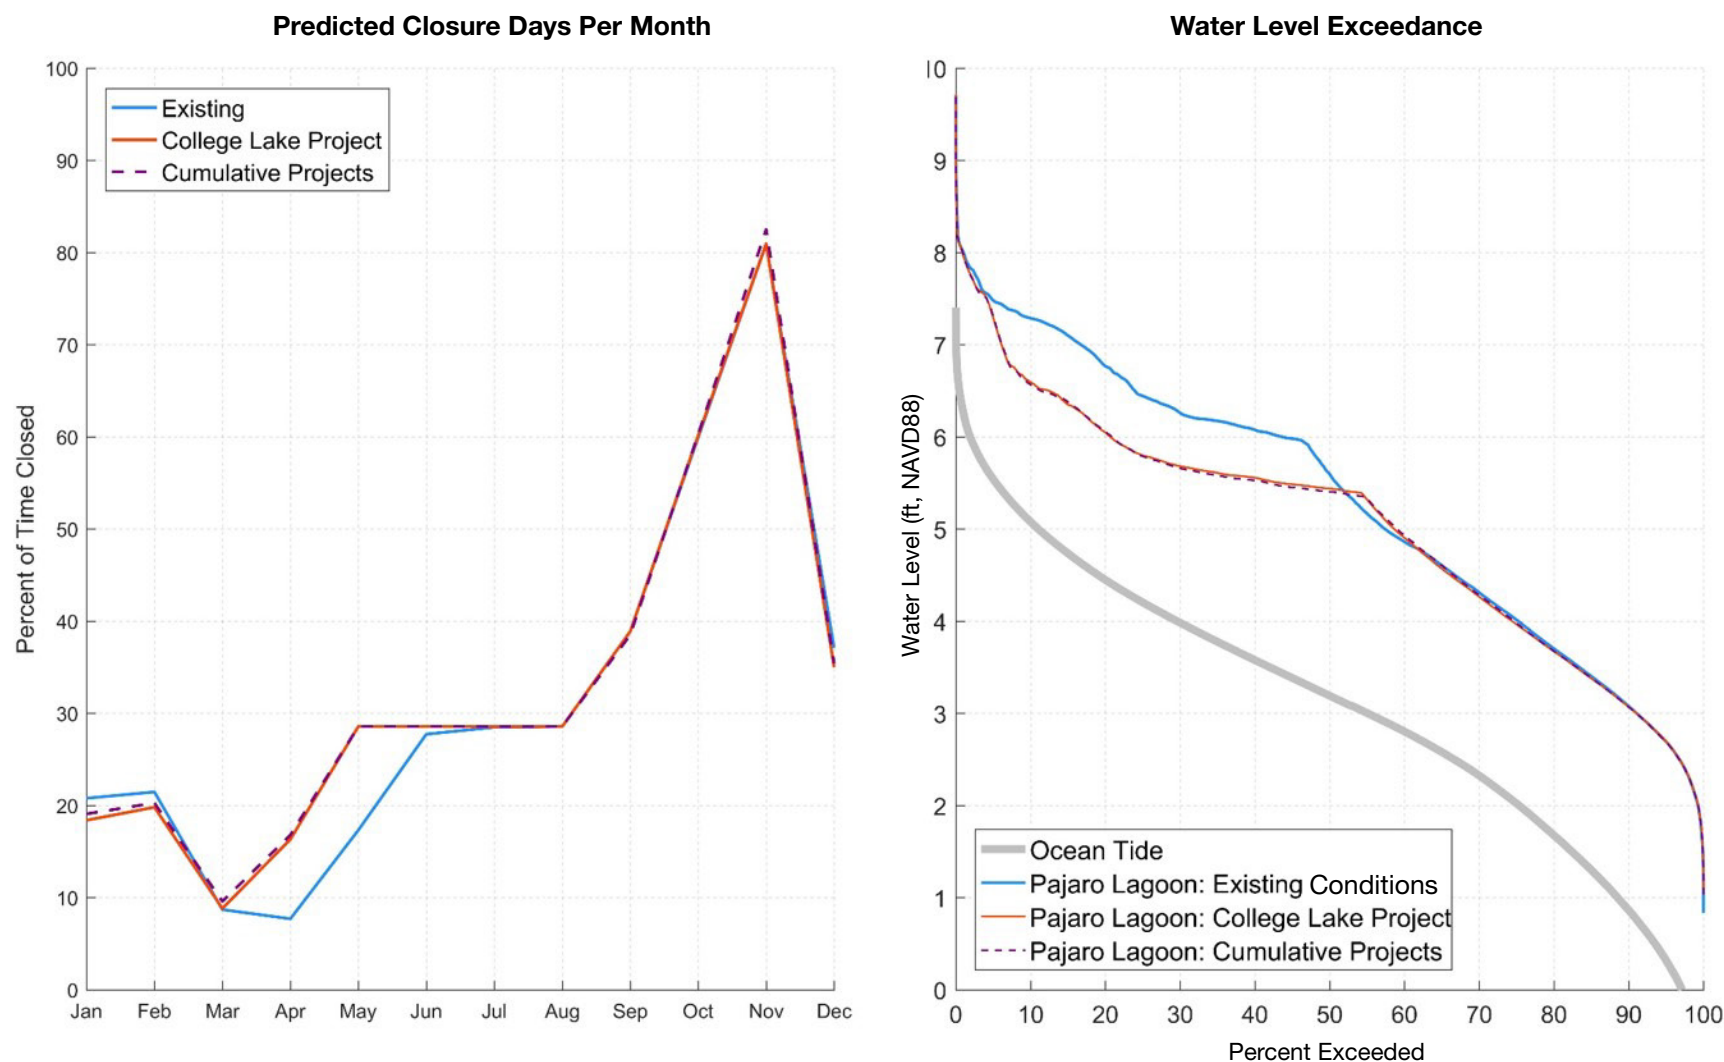 Predicted Closure Days Per Month
100
90
80
70
60
50
40
30
20
10
0
Percent of Time Closed
Existing
College Lake Project
Cumulative Projects
Jan Feb Mar Apr May Jun Jul Aug Sep Oct Nov Dec
Water Level Exceedance
10
9
8
7
6
5
4
3
2
1
0
Water Level (ft, NAVD88)
Ocean Tide
Pajaro Lagoon: Existing Conditions
Pajaro Lagoon: College Lake Project
Pajaro Lagoon: Cumulative Projects
0 10 20 30 40 50 60 70 80 90 100
Percent Exceeded